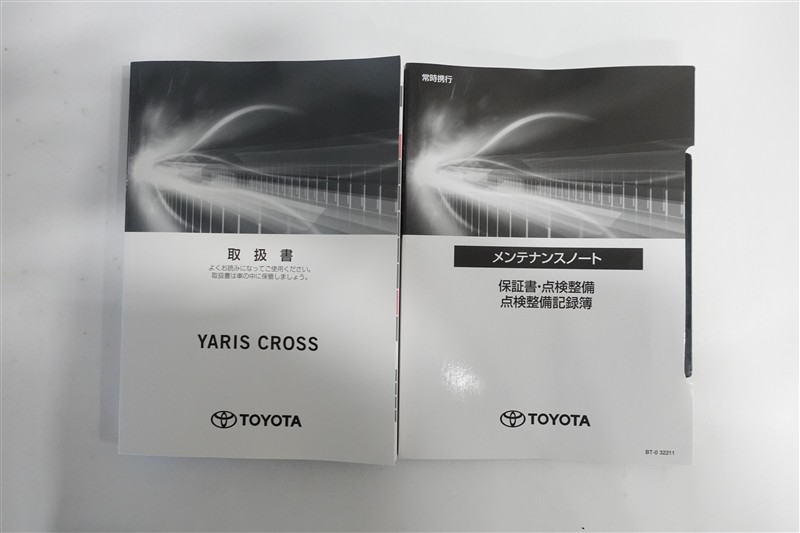 取扱書
よくお読みになってご使用ください。
取扱書は車の中に保管しましょう。
YARIS CROSS
TOYOTA
常時携行
メンテナンスノート
保証書・点検整備
点検整備記録簿
TOYOTA
BT-0 32211